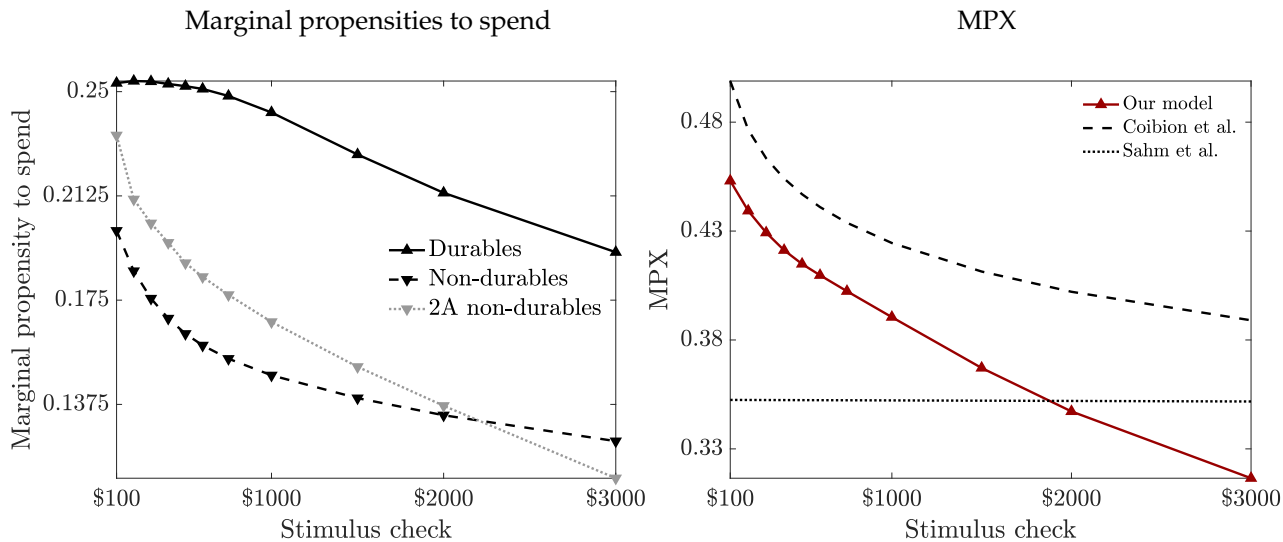 Marginal propensities to spend
Marginal propensity to spend
0.25
0.2125
0.175
0.1375
Durables
Non-durables
2A non-durables
$100
$1000
$2000
$3000
Stimulus check
MPX
MPX
0.48
0.43
0.38
0.33
Our model
Coibion et al.
Sahm et al.
$100
$1000
$2000
$3000
Stimulus check